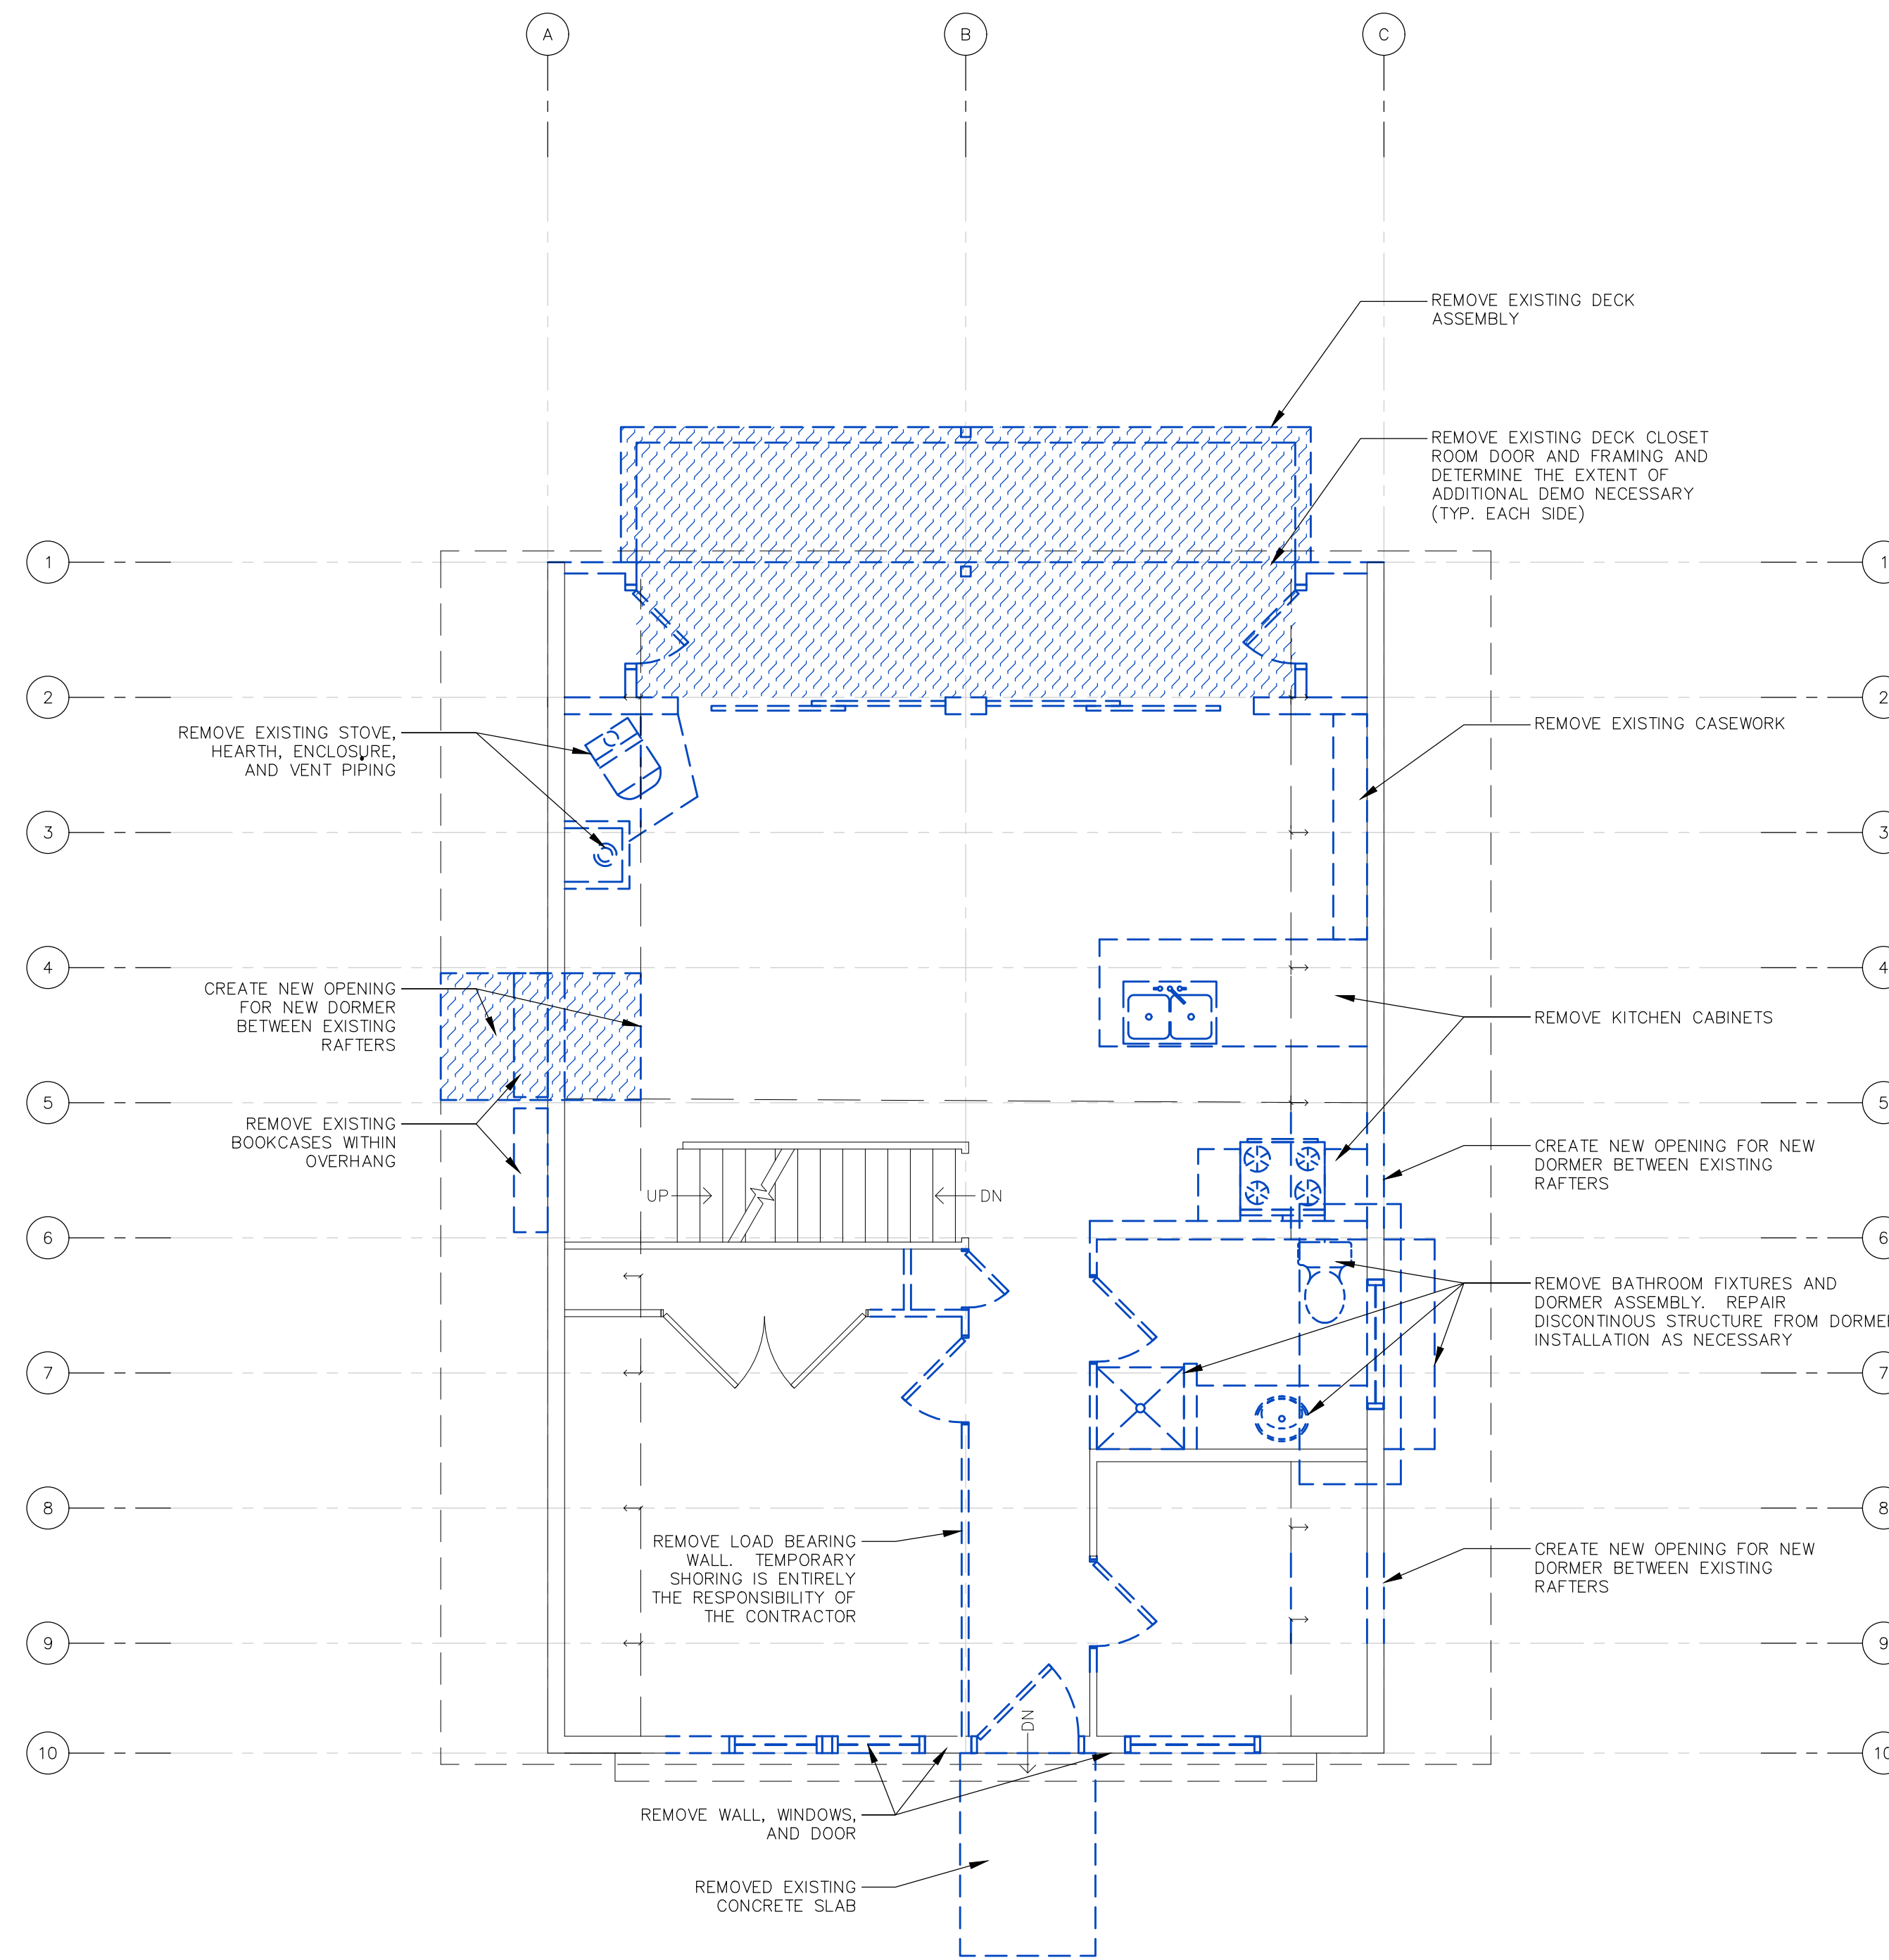 A
B
C
REMOVE EXISTING DECK
ASSEMBLY
REMOVE EXISTING DECK CLOSET
ROOM DOOR AND FRAMING AND
DETERMINE THE EXTENT OF
ADDITIONAL DEMO NECESSARY
(TYP. EACH SIDE)
1
1
2
2
REMOVE EXISTING STOVE,
HEARTH, ENCLOSURE,
AND VENT PIPING
REMOVE EXISTING CASEWORK
3
3
4
4
CREATE NEW OPENING
FOR NEW DORMER
BETWEEN EXISTING
RAFTERS
REMOVE KITCHEN CABINETS
5
5
REMOVE EXISTING
BOOKCASES WITHIN
OVERHANG
CREATE NEW OPENING FOR NEW
DORMER BETWEEN EXISTING
RAFTERS
UP
DN
6
6
REMOVE BATHROOM FIXTURES AND
DORMER ASSEMBLY. REPAIR
DISCONTINOUS STRUCTURE FROM DORMER
INSTALLATION AS NECESSARY
7
7
8
8
REMOVE LOAD BEARING
WALL. TEMPORARY
SHORING IS ENTIRELY
THE RESPONSIBILITY OF
THE CONTRACTOR
CREATE NEW OPENING FOR NEW
DORMER BETWEEN EXISTING
RAFTERS
9
9
DN
10
10
REMOVE WALL, WINDOWS,
AND DOOR
REMOVED EXISTING
CONCRETE SLAB